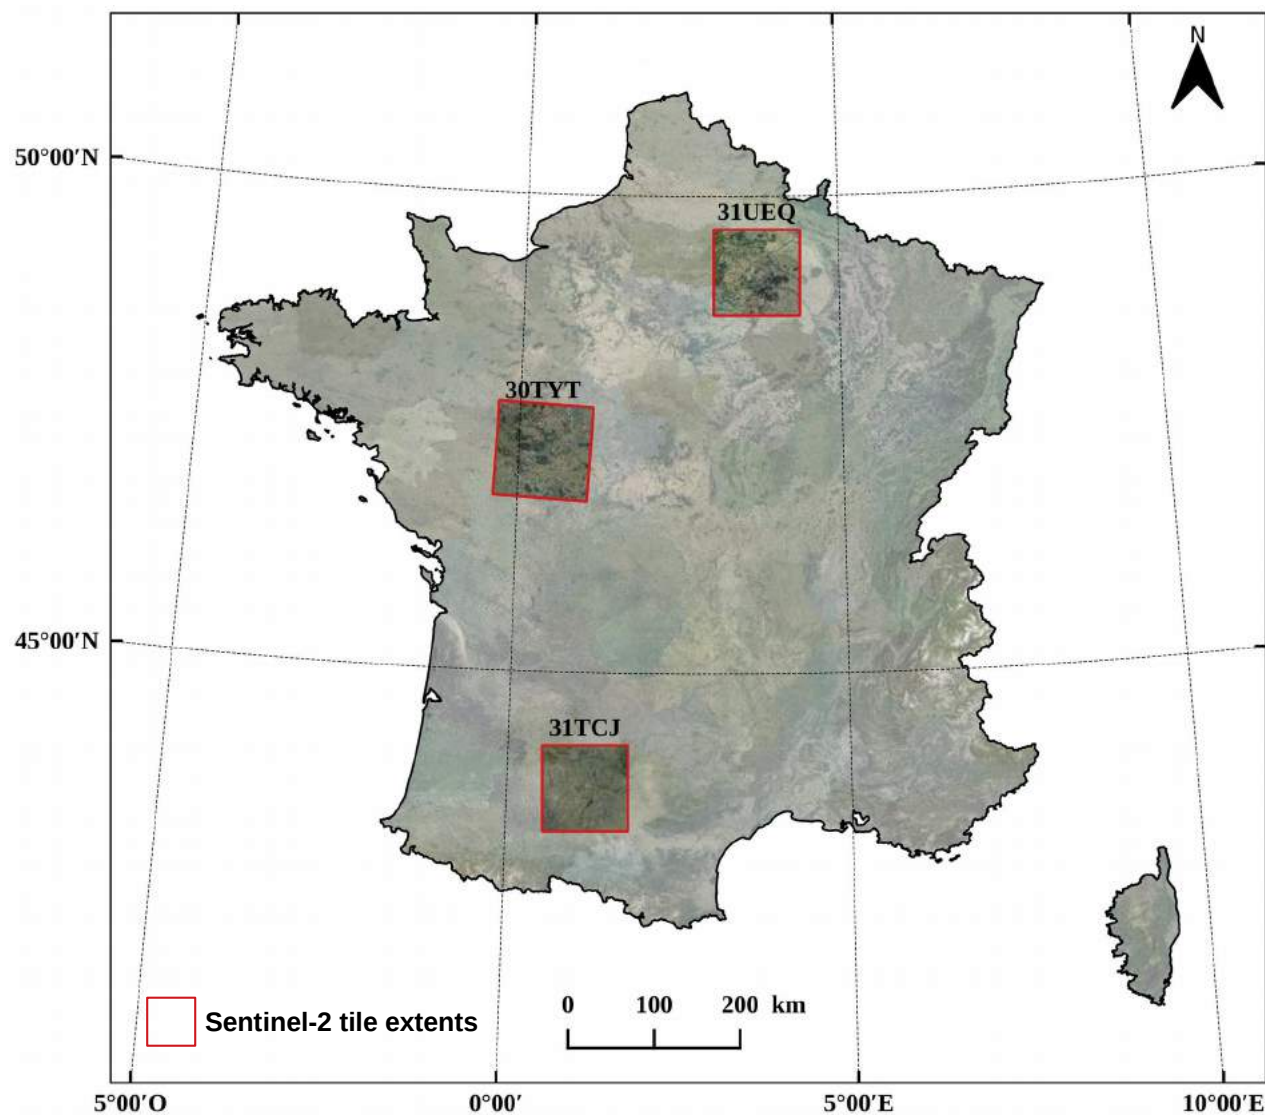 N
50°00′N
31UEQ
30TYT
45°00′N
31TCJ
0 100 200 km
Sentinel-2 tile extents
5°00′O 0°00′ 5°00′E 10°00′E